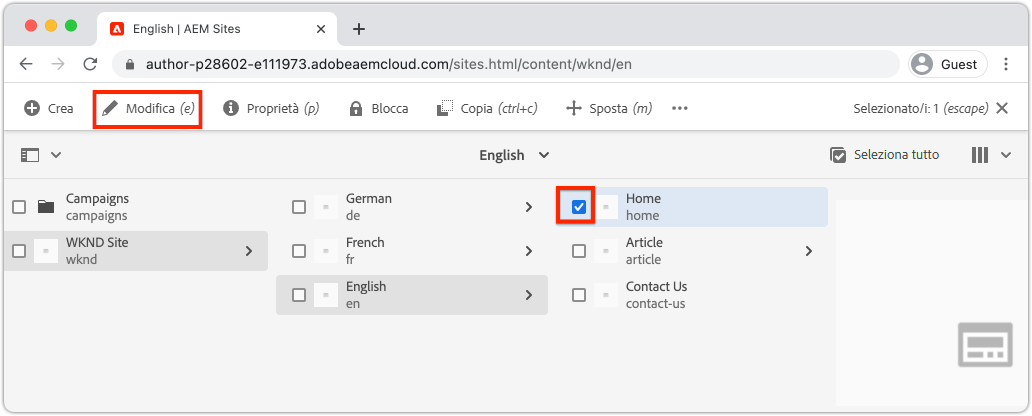 English | AEM Sites
author-p28602-e111973.adobeaemcloud.com/sites.html/content/wknd/en
Guest
Crea
Modifica (e)
Proprietà (p)
Blocca
Copia (ctrl+c)
Sposta (m)
Selezionato/i: 1 (escape)
English
Seleziona tutto
Campaigns
campaigns
WKND Site
wknd
German
de
French
fr
English
en
Home
home
Article
article
Contact Us
contact-us